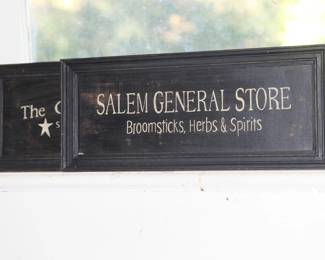 The
SALEM GENERAL STORE
Broomsticks, Herbs & Spirits